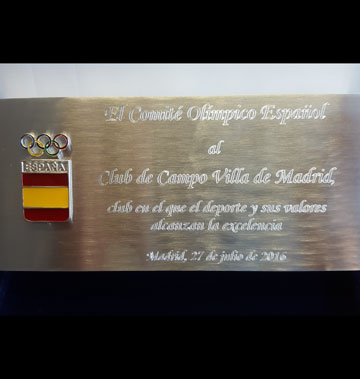 El Comité Olímpico Español
al
Club de Campo Villa de Madrid,
club en el que el deporte y sus valores
alcanzan la excelencia
Madrid, 27 de julio de 2016
ESPAÑA